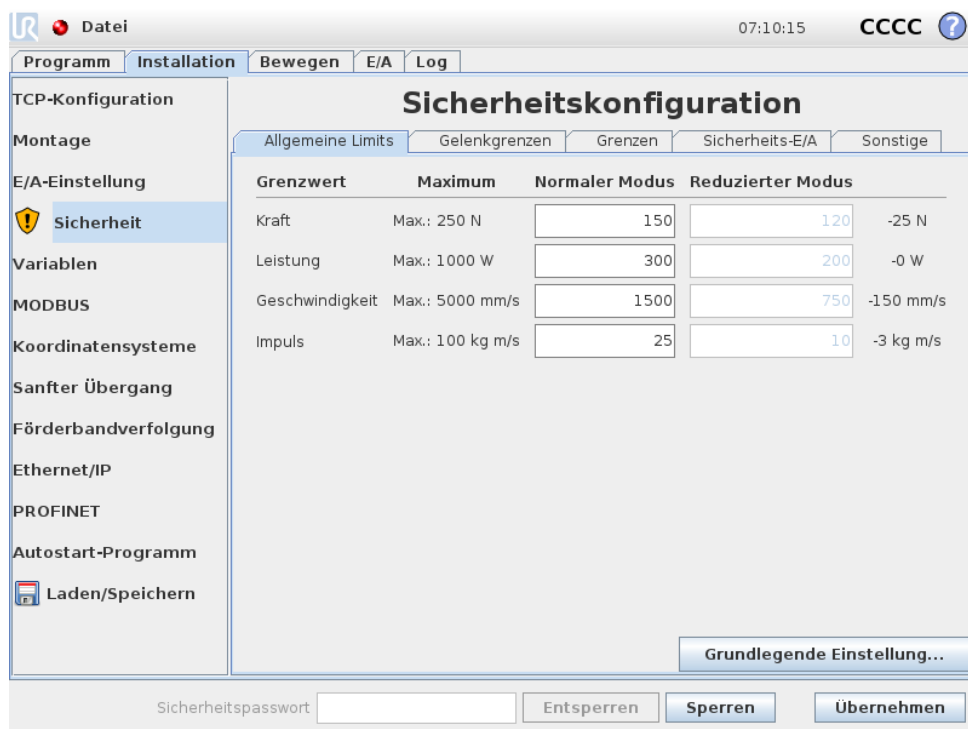 UR Datei 07:10:15 CCCC ?
Programm Installation Bewegen E/A Log
TCP-Konfiguration
Montage
E/A-Einstellung
Sicherheit
Variablen
MODBUS
Koordinatensysteme
Sanfter Übergang
Förderbandverfolgung
Ethernet/IP
PROFINET
Autostart-Programm
Laden/Speichern
Sicherheitskonfiguration
Allgemeine Limits Gelenkgrenzen Grenzen Sicherheits-E/A Sonstige
Grenzwert Maximum Normaler Modus Reduzierter Modus
Kraft Max.: 250 N 150 120 -25 N
Leistung Max.: 1000 W 300 200 -0 W
Geschwindigkeit Max.: 5000 mm/s 1500 750 -150 mm/s
Impuls Max.: 100 kg m/s 25 10 -3 kg m/s
Grundlegende Einstellung...
Sicherheitspasswort Entsperren Sperren Übernehmen